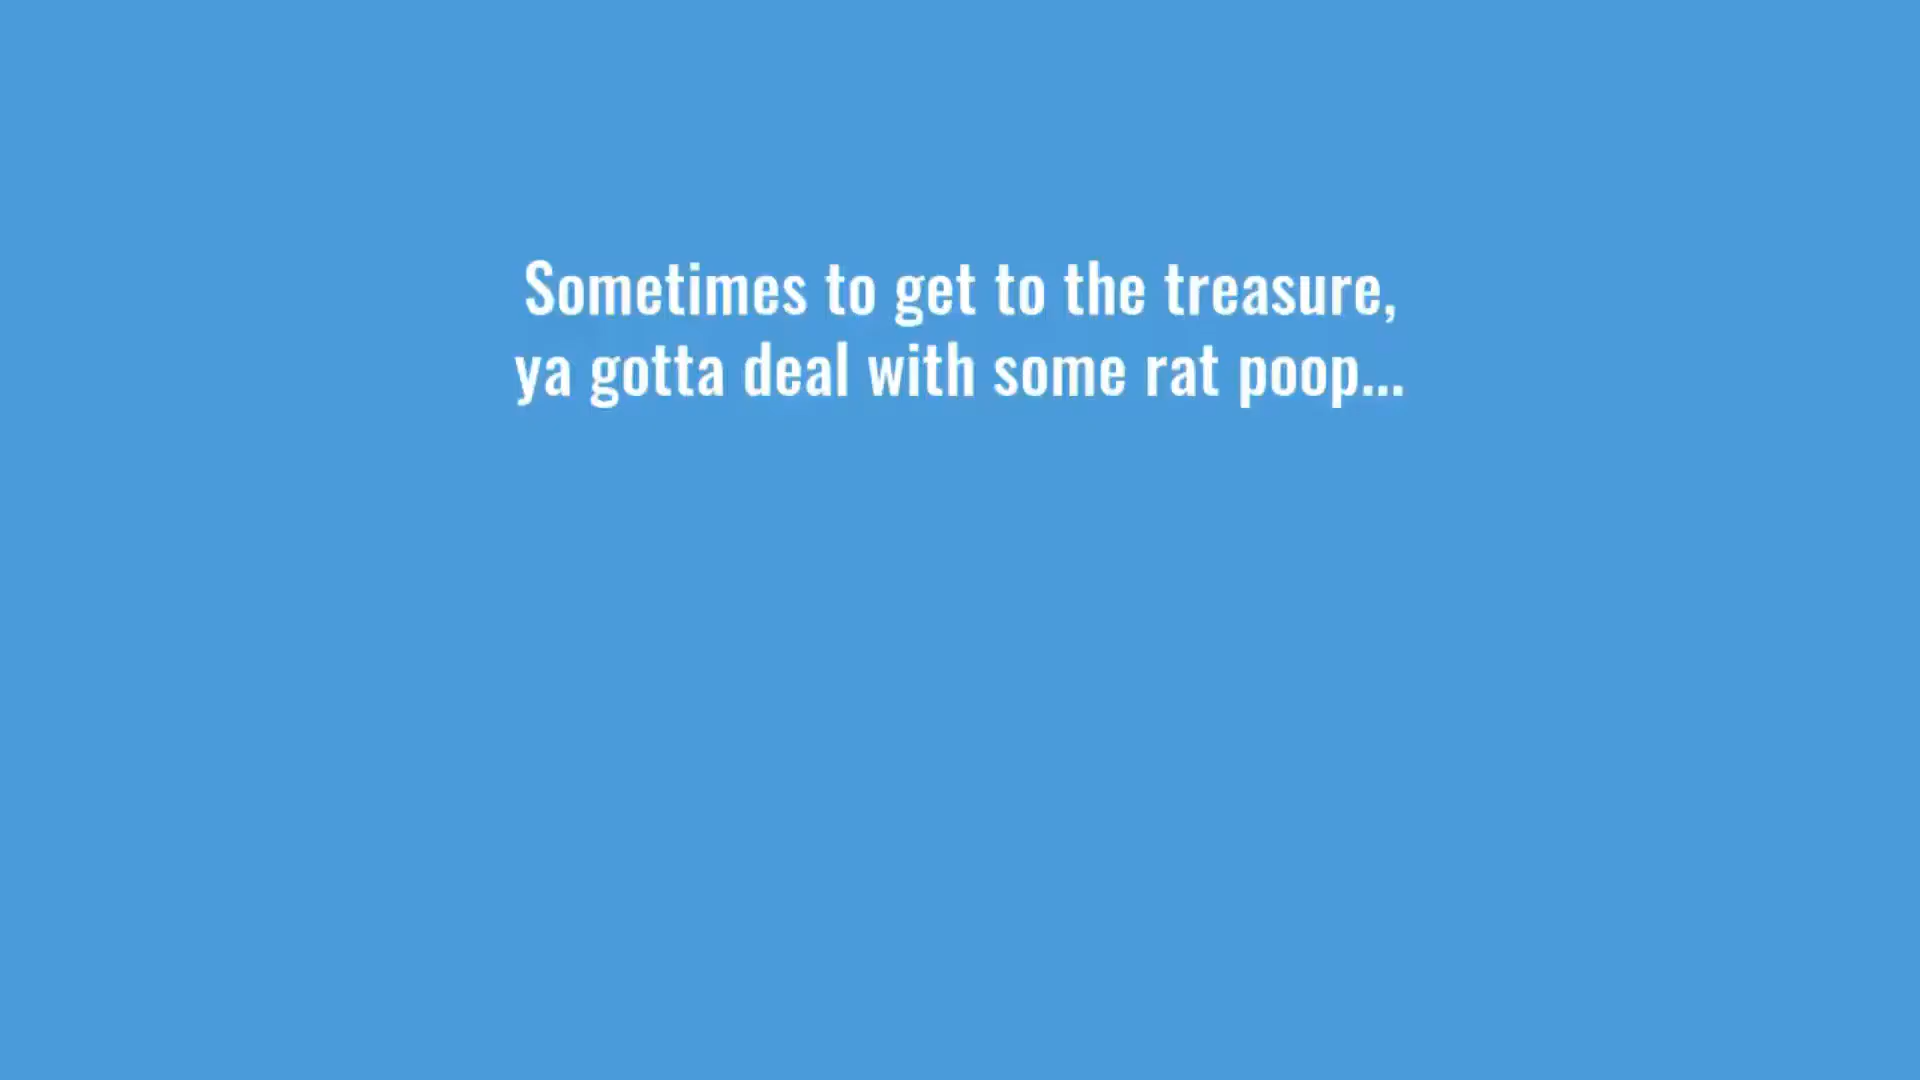 Sometimes to get to the treasure,
ya gotta deal with some rat poop...